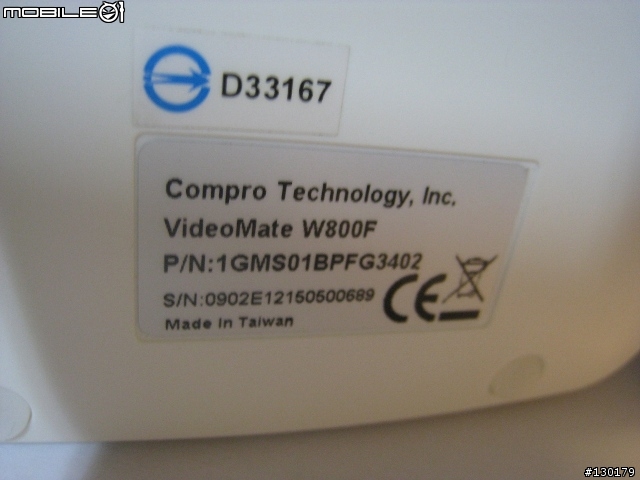 MOBILE01
D33167
Compro Technology, Inc.
VideoMate W800F
P/N:1GMS01BPFG3402
S/N:0902E12150500689
CE
Made In Taiwan
#130179